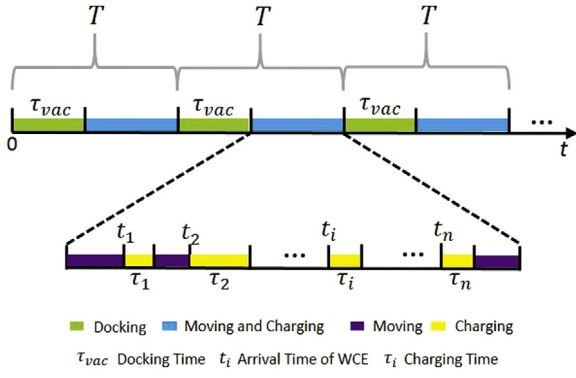 T T T
τvac τvac τvac ...
0 t
t1 t2 ... ti ... tn
τ1 τ2 τi τn
Docking Moving and Charging Moving Charging
τvac Docking Time ti Arrival Time of WCE τi Charging Time